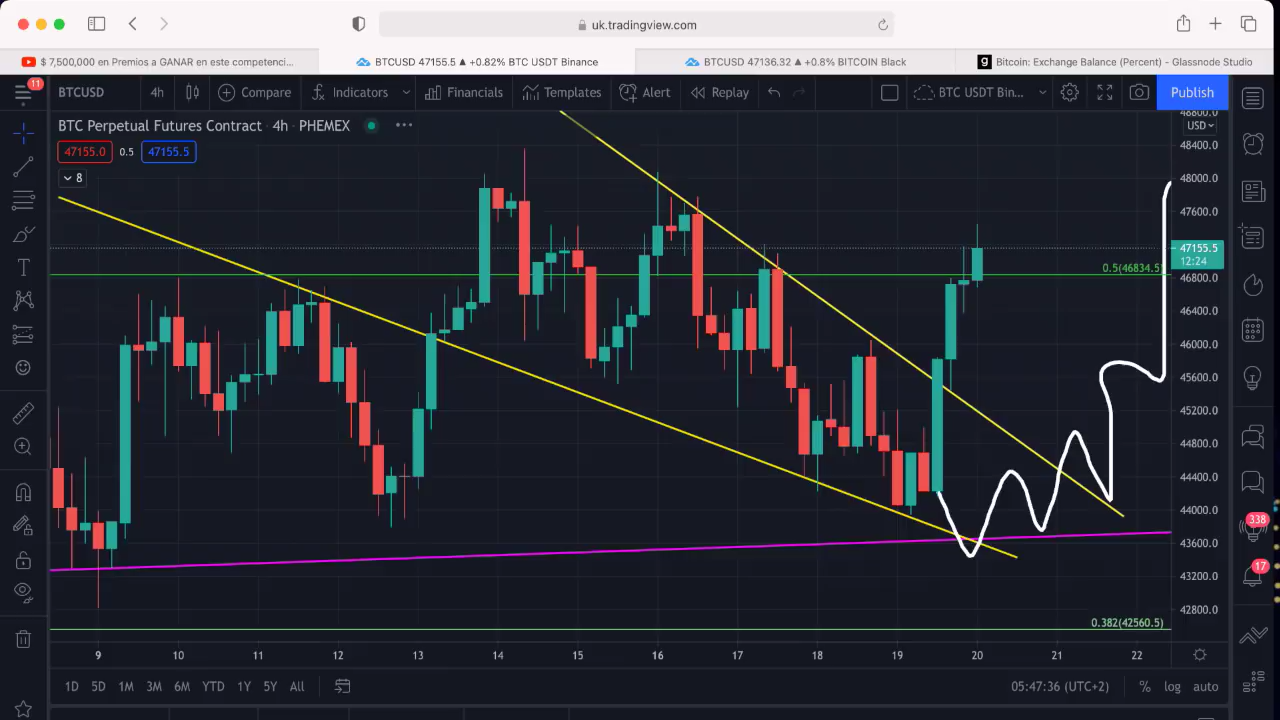 uk.tradingview.com
$ 7,500,000 en Premios a GANAR en este competenci...
BTCUSD 47155.5 ▲ +0.82% BTC USDT Binance
BTCUSD 47136.32 ▲ +0.8% BITCOIN Black
g Bitcoin: Exchange Balance (Percent) - Glassnode Studio
11
BTCUSD 4h Compare Indicators Financials Templates Alert Replay BTC USDT Bin... Publish
BTC Perpetual Futures Contract · 4h · PHEMEX
47155.0 0.5 47155.5
8
48800.0
USD
48400.0
48000.0
47600.0
47155.5
12:24
0.5(46834.5)
46800.0
46400.0
46000.0
45600.0
45200.0
44800.0
44400.0
44000.0
43600.0
43200.0
42800.0
0.382(42560.5)
338
17
9 10 11 12 13 14 15 16 17 18 19 20 21 22
1D 5D 1M 3M 6M YTD 1Y 5Y All
05:47:36 (UTC+2) % log auto